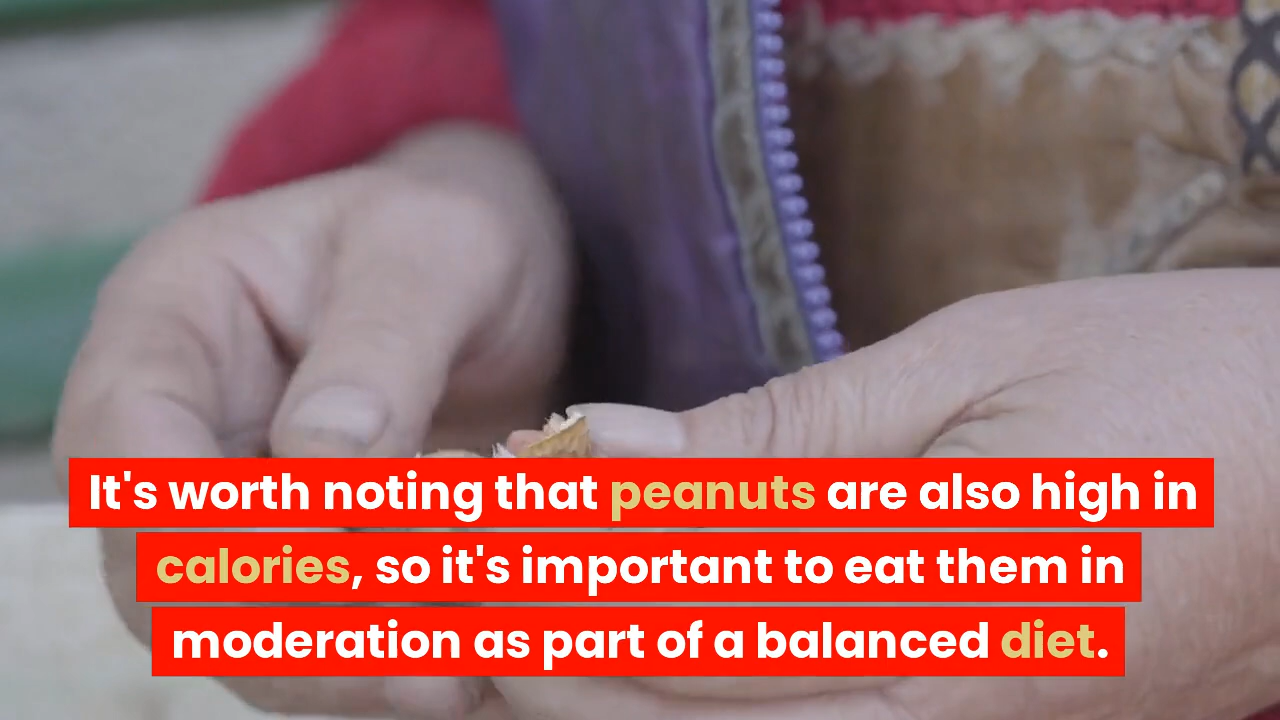 It's worth noting that peanuts are also high in
calories, so it's important to eat them in
moderation as part of a balanced diet.